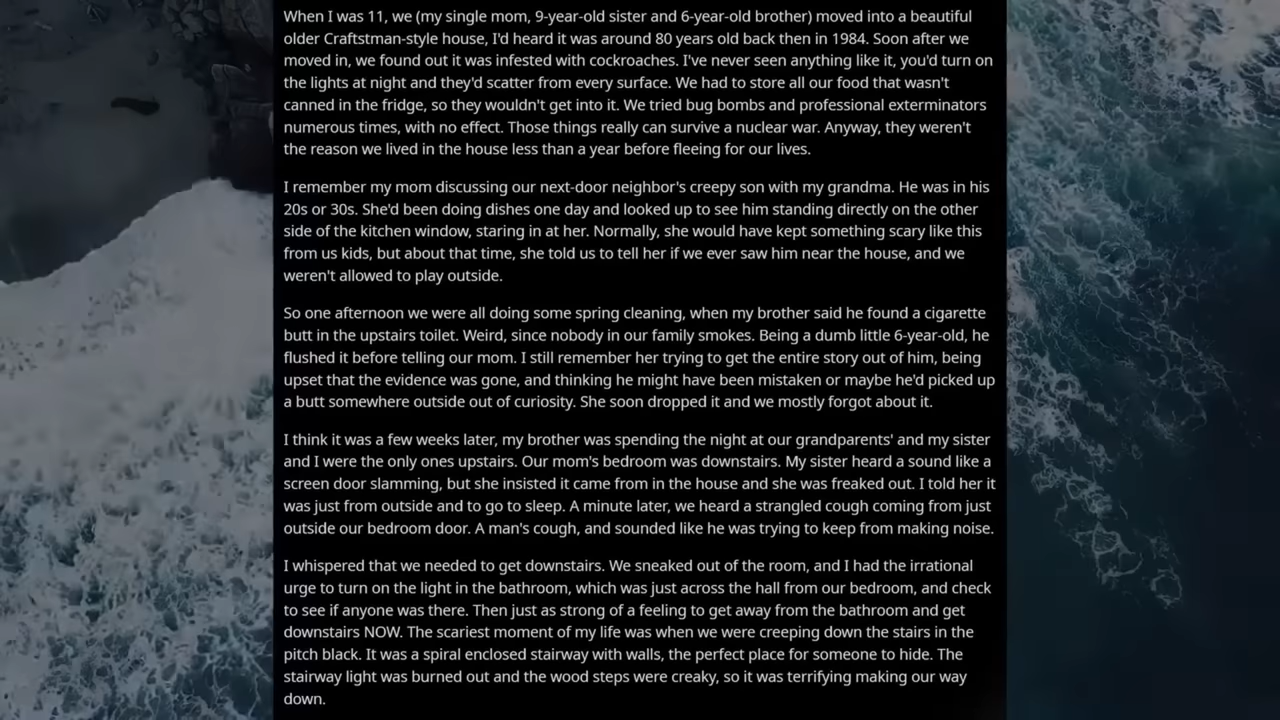 When I was 11, we (my single mom, 9-year-old sister and 6-year-old brother) moved into a beautiful
older Craftstman-style house, I'd heard it was around 80 years old back then in 1984. Soon after we
moved in, we found out it was infested with cockroaches. I've never seen anything like it, you'd turn on
the lights at night and they'd scatter from every surface. We had to store all our food that wasn't
canned in the fridge, so they wouldn't get into it. We tried bug bombs and professional exterminators
numerous times, with no effect. Those things really can survive a nuclear war. Anyway, they weren't
the reason we lived in the house less than a year before fleeing for our lives.
I remember my mom discussing our next-door neighbor's creepy son with my grandma. He was in his
20s or 30s. She'd been doing dishes one day and looked up to see him standing directly on the other
side of the kitchen window, staring in at her. Normally, she would have kept something scary like this
from us kids, but about that time, she told us to tell her if we ever saw him near the house, and we
weren't allowed to play outside.
So one afternoon we were all doing some spring cleaning, when my brother said he found a cigarette
butt in the upstairs toilet. Weird, since nobody in our family smokes. Being a dumb little 6-year-old, he
flushed it before telling our mom. I still remember her trying to get the entire story out of him, being
upset that the evidence was gone, and thinking he might have been mistaken or maybe he'd picked up
a butt somewhere outside out of curiosity. She soon dropped it and we mostly forgot about it.
I think it was a few weeks later, my brother was spending the night at our grandparents' and my sister
and I were the only ones upstairs. Our mom's bedroom was downstairs. My sister heard a sound like a
screen door slamming, but she insisted it came from in the house and she was freaked out. I told her it
was just from outside and to go to sleep. A minute later, we heard a strangled cough coming from just
outside our bedroom door. A man's cough, and sounded like he was trying to keep from making noise.
I whispered that we needed to get downstairs. We sneaked out of the room, and I had the irrational
urge to turn on the light in the bathroom, which was just across the hall from our bedroom, and check
to see if anyone was there. Then just as strong of a feeling to get away from the bathroom and get
downstairs NOW. The scariest moment of my life was when we were creeping down the stairs in the
pitch black. It was a spiral enclosed stairway with walls, the perfect place for someone to hide. The
stairway light was burned out and the wood steps were creaky, so it was terrifying making our way
down.